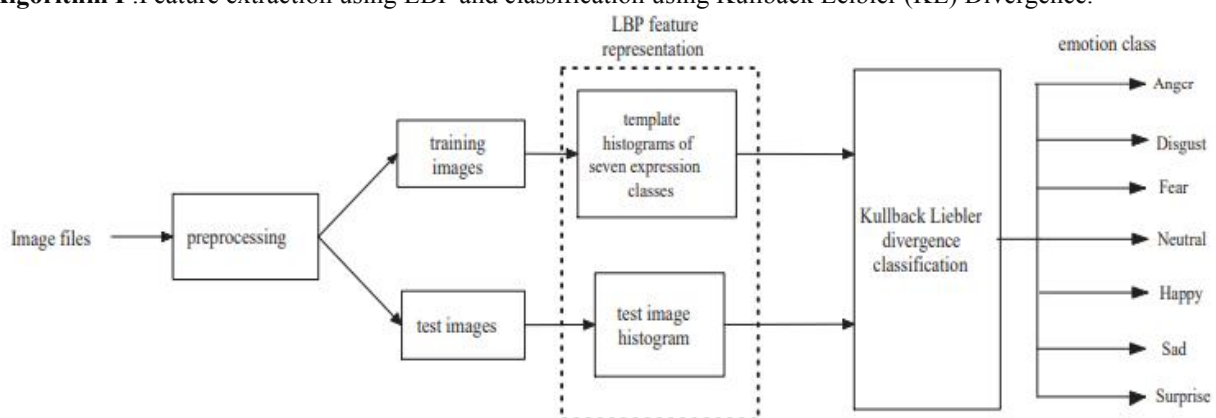 Algorithm 1 :Feature extraction using LBP and classification using Kullback Leibler (KL) Divergence.
LBP feature
representation
emotion class
Image files
preprocessing
training
images
test images
template
histograms of
seven expression
classes
test image
histogram
Kullback Liebler
divergence
classification
Anger
Disgust
Fear
Neutral
Happy
Sad
Surprise